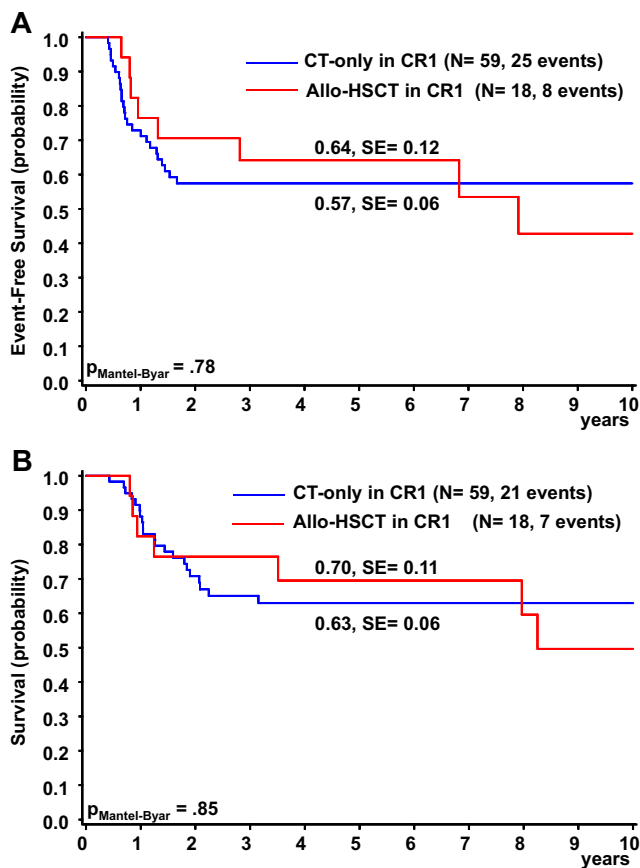 A
CT-only in CR1 (N= 59, 25 events)
Allo-HSCT in CR1 (N= 18, 8 events)
Event-Free Survival (probability)
1.0
0.9
0.8
0.7
0.6
0.5
0.4
0.3
0.2
0.1
0.0
0.64, SE= 0.12
0.57, SE= 0.06
pMantel-Byar = .78
0 1 2 3 4 5 6 7 8 9 10
years
B
CT-only in CR1 (N= 59, 21 events)
Allo-HSCT in CR1 (N= 18, 7 events)
Survival (probability)
1.0
0.9
0.8
0.7
0.6
0.5
0.4
0.3
0.2
0.1
0.0
0.70, SE= 0.11
0.63, SE= 0.06
pMantel-Byar = .85
0 1 2 3 4 5 6 7 8 9 10
years